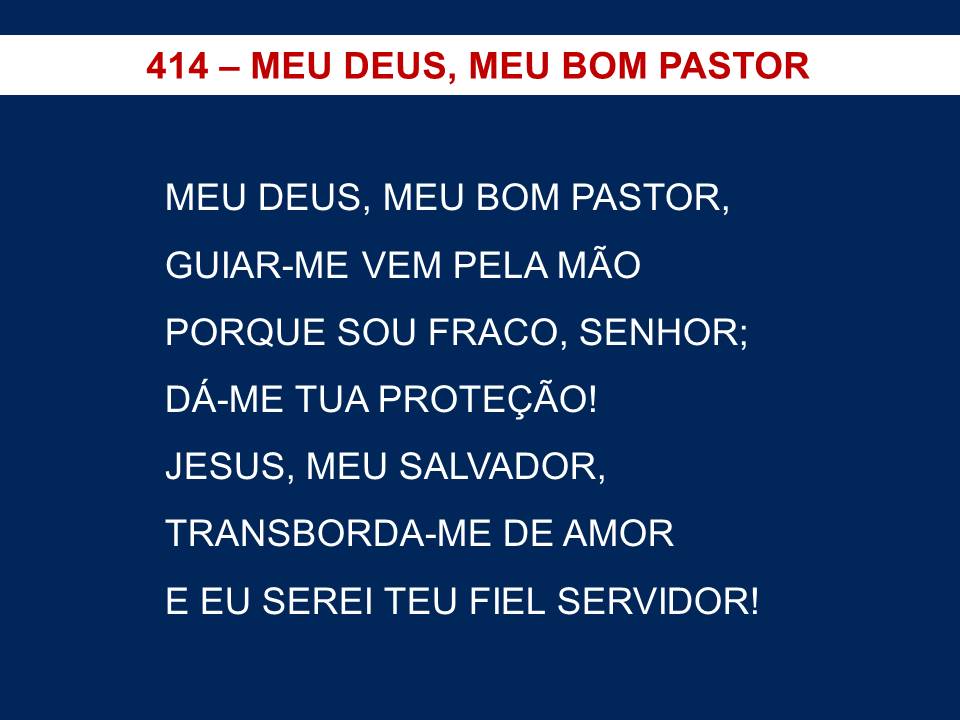 414 – MEU DEUS, MEU BOM PASTOR
MEU DEUS, MEU BOM PASTOR,
GUIAR-ME VEM PELA MÃO
PORQUE SOU FRACO, SENHOR;
DÁ-ME TUA PROTEÇÃO!
JESUS, MEU SALVADOR,
TRANSBORDA-ME DE AMOR
E EU SEREI TEU FIEL SERVIDOR!